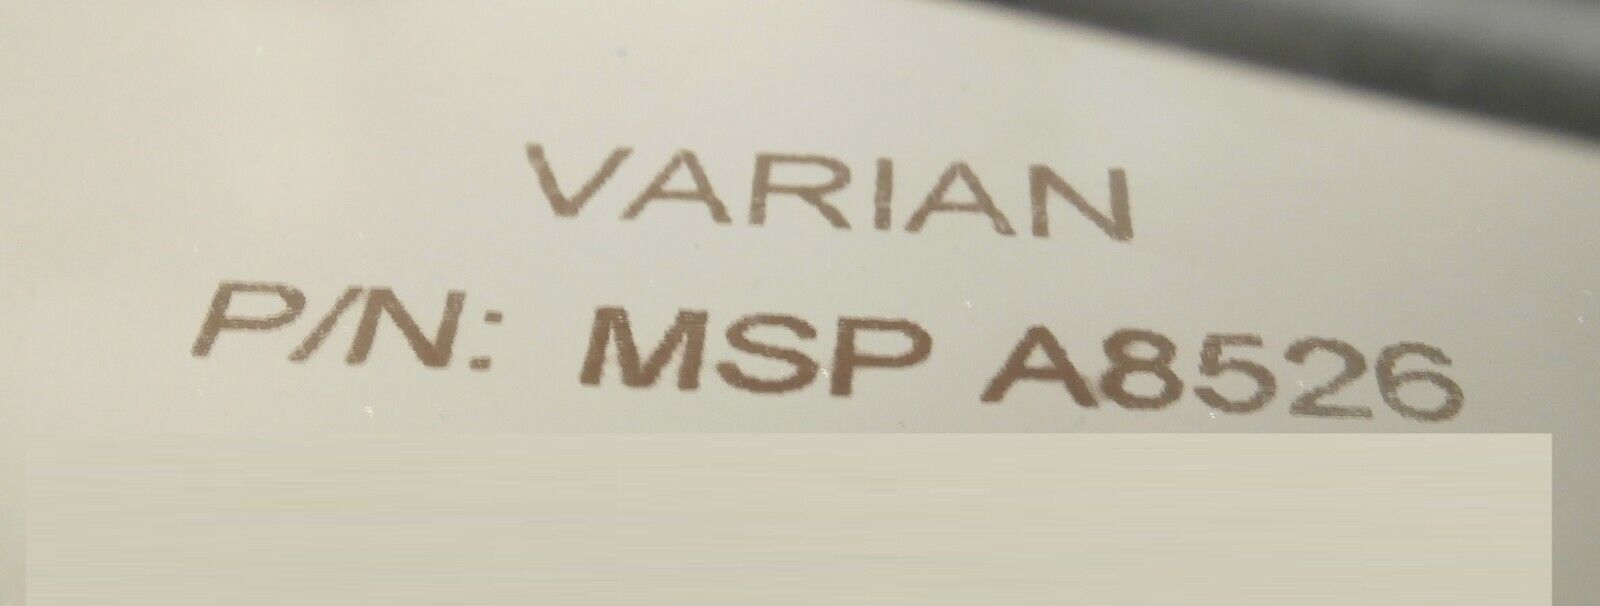 VARIAN
P/N: MSP A8526